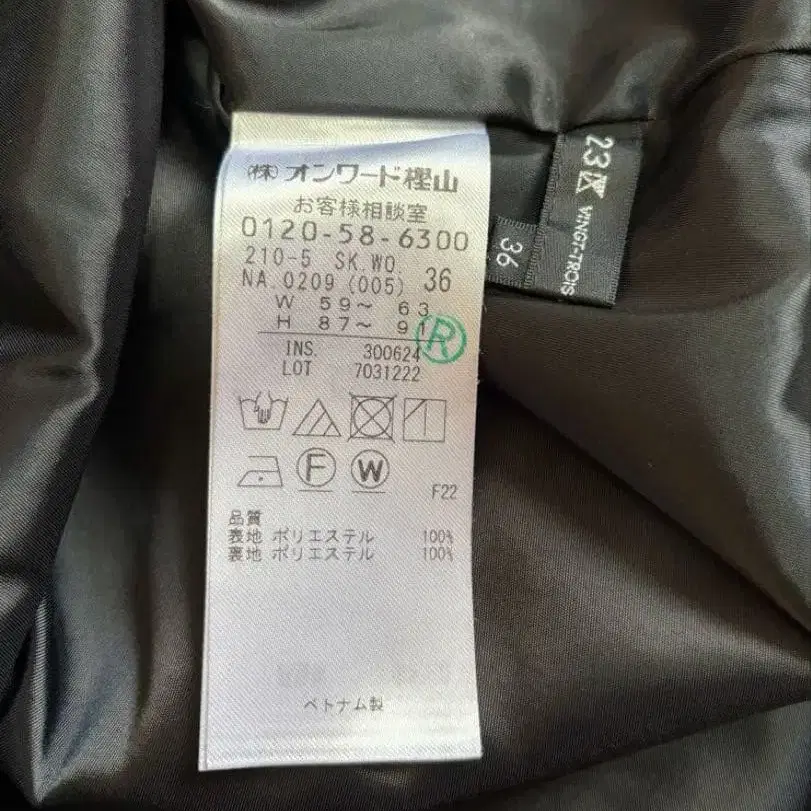 (株) オンワード樫山
お客様相談室
0120-58-6300
210-5 SK.WO.
NA.0209 (005) 36
W 59～ 63
H 87～ 91
R
INS. 300624
LOT 7031222
F W
F22
品質
表地 ポリエステル 100%
裏地 ポリエステル 100%
ベトナム製
36
23区
VINGT-TROIS